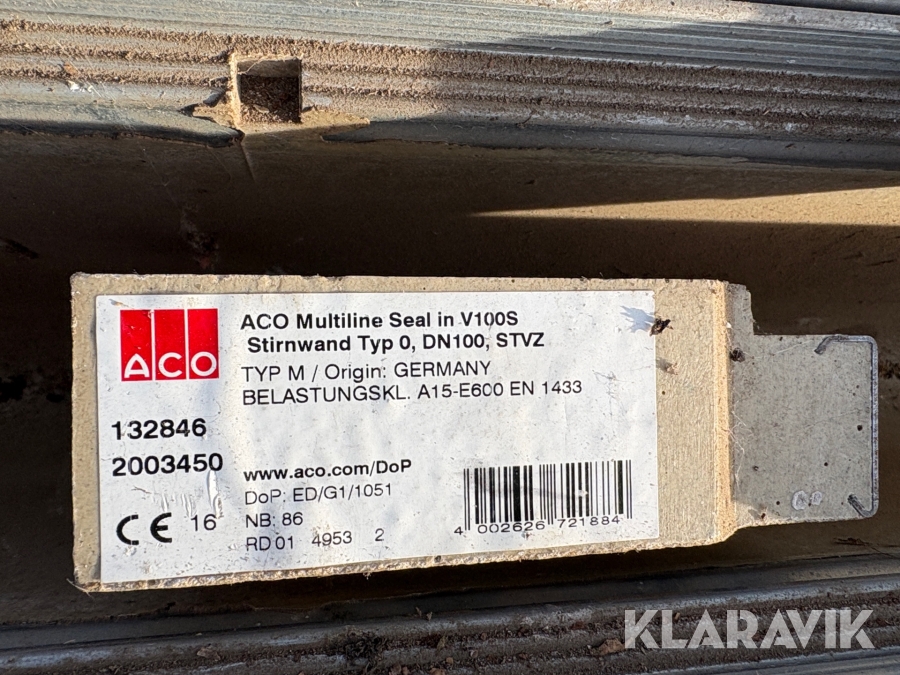 ACO
ACO Multiline Seal in V100S
Stirnwand Typ 0, DN100, STVZ
TYP M / Origin: GERMANY
BELASTUNGSKL. A15-E600 EN 1433
132846
2003450
www.aco.com/DoP
DoP: ED/G1/1051
CE 16
NB: 86
RD 01 4953 2
4 002626 721884
KLARAVIK